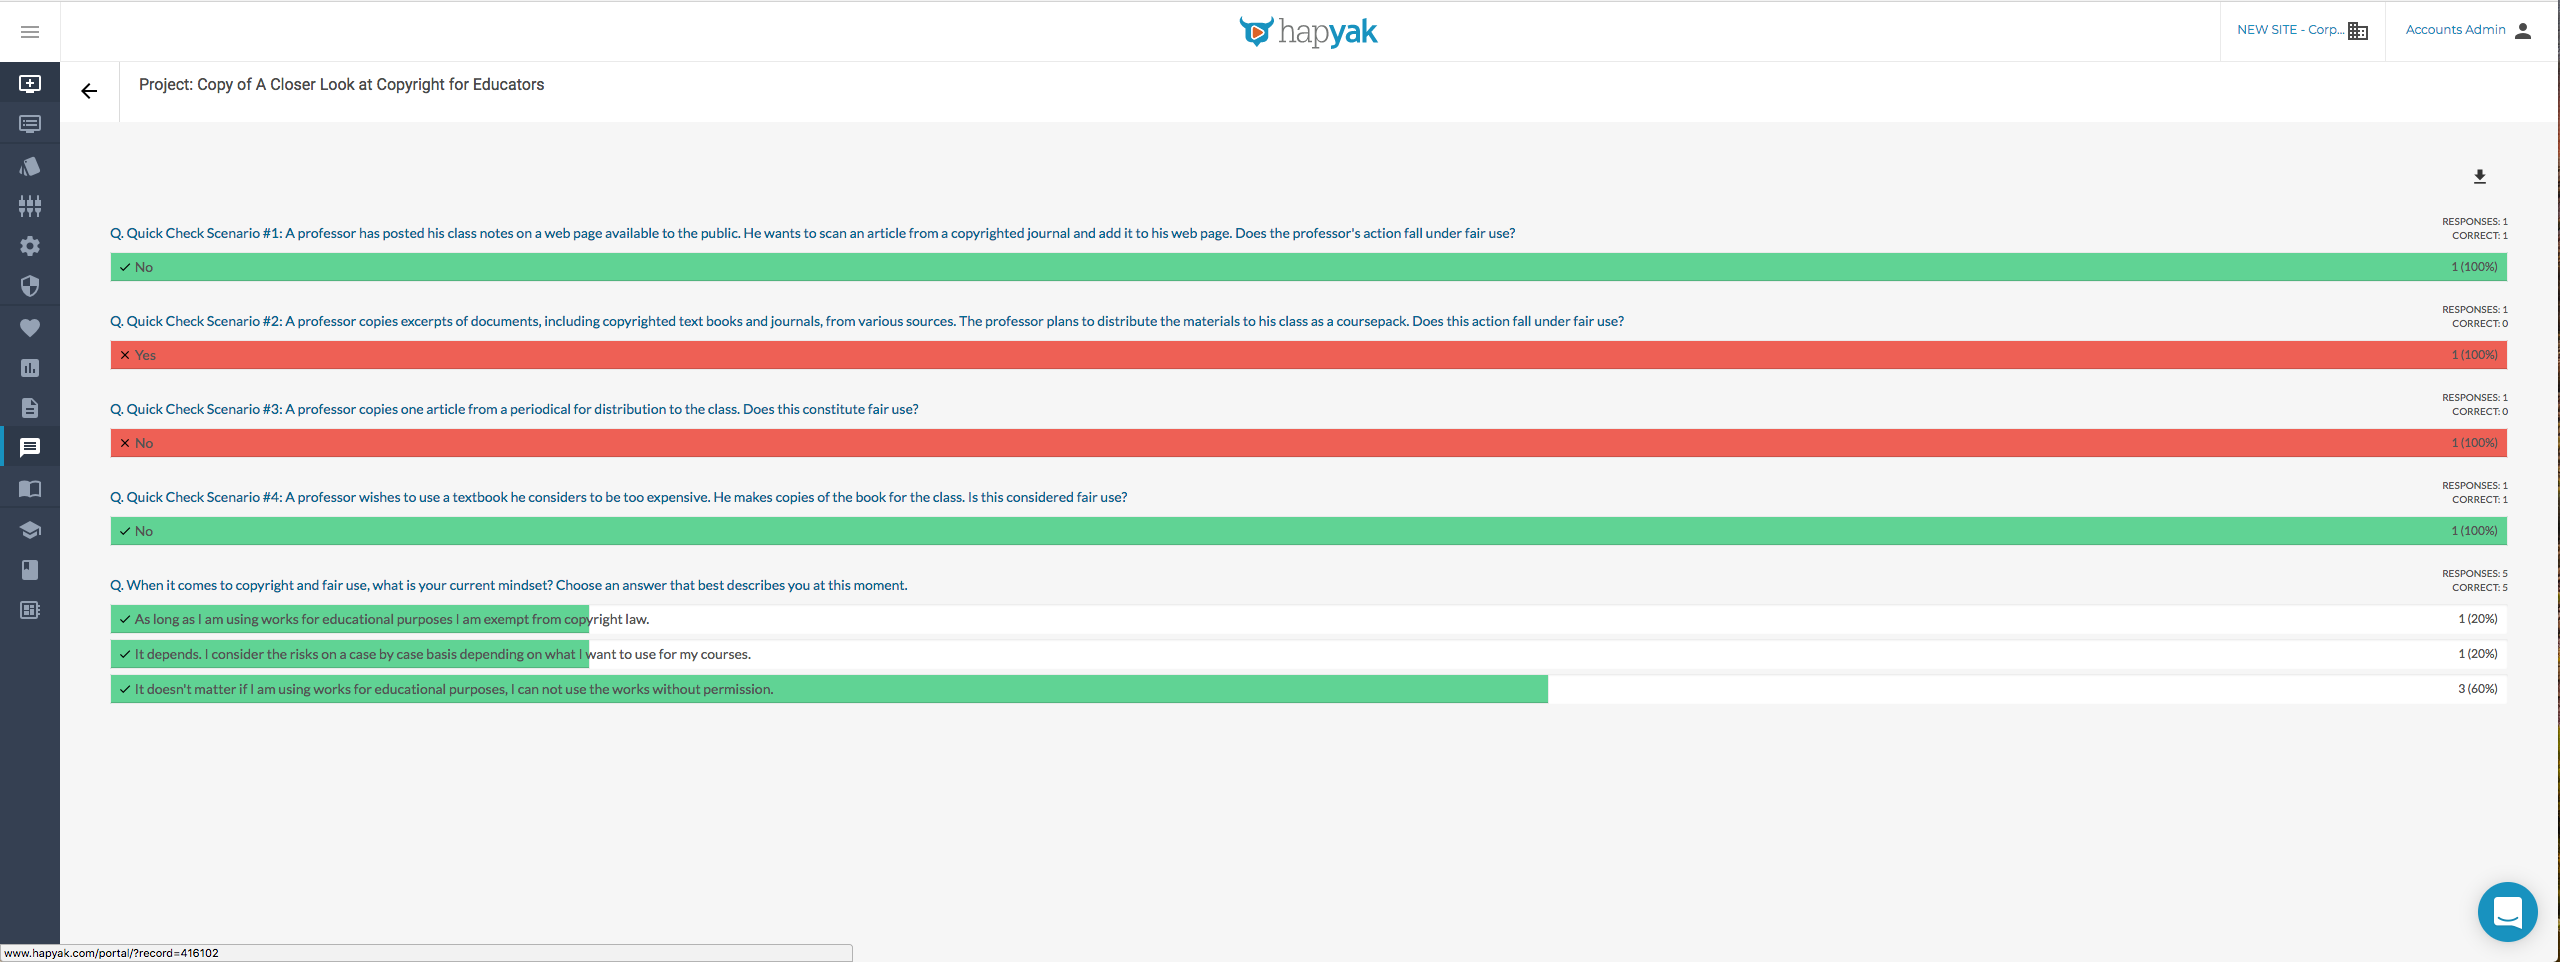 hapyak
NEW SITE - Corp...
Accounts Admin
Project: Copy of A Closer Look at Copyright for Educators
Q. Quick Check Scenario #1: A professor has posted his class notes on a web page available to the public. He wants to scan an article from a copyrighted journal and add it to his web page. Does the professor's action fall under fair use?
RESPONSES: 1
CORRECT: 1
No
1 (100%)
Q. Quick Check Scenario #2: A professor copies excerpts of documents, including copyrighted text books and journals, from various sources. The professor plans to distribute the materials to his class as a coursepack. Does this action fall under fair use?
RESPONSES: 1
CORRECT: 0
Yes
1 (100%)
Q. Quick Check Scenario #3: A professor copies one article from a periodical for distribution to the class. Does this constitute fair use?
RESPONSES: 1
CORRECT: 0
No
1 (100%)
Q. Quick Check Scenario #4: A professor wishes to use a textbook he considers to be too expensive. He makes copies of the book for the class. Is this considered fair use?
RESPONSES: 1
CORRECT: 1
No
1 (100%)
Q. When it comes to copyright and fair use, what is your current mindset? Choose an answer that best describes you at this moment.
RESPONSES: 5
CORRECT: 5
As long as I am using works for educational purposes I am exempt from copyright law.
1 (20%)
It depends. I consider the risks on a case by case basis depending on what I want to use for my courses.
1 (20%)
It doesn't matter if I am using works for educational purposes, I can not use the works without permission.
3 (60%)
www.hapyak.com/portal/?record=416102